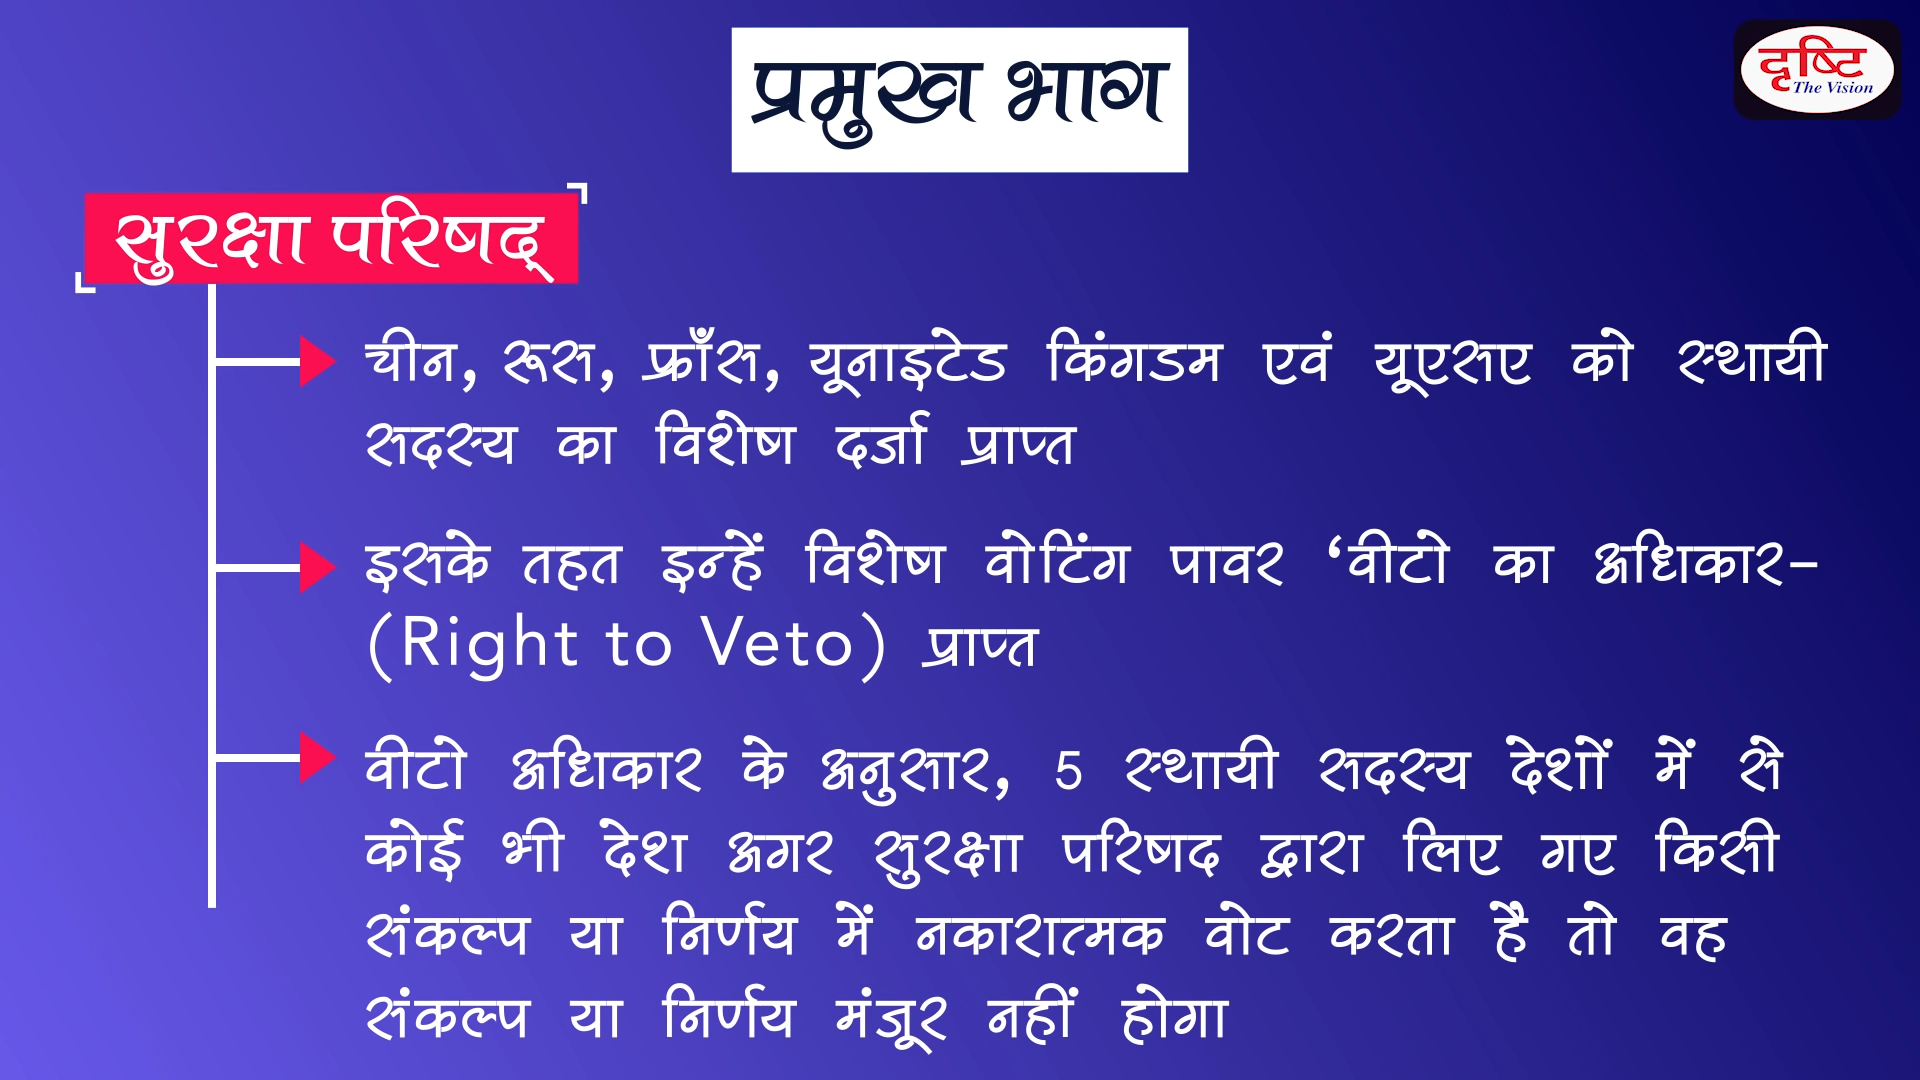 प्रमुख भाग
दृष्टि
The Vision
सुरक्षा परिषद्
चीन, रूस, फ्राँस, यूनाइटेड किंगडम एवं यूएसए को स्थायी
सदस्य का विशेष दर्जा प्राप्त
इसके तहत इन्हें विशेष वोटिंग पावर ‘वीटो का अधिकार-
(Right to Veto) प्राप्त
वीटो अधिकार के अनुसार, 5 स्थायी सदस्य देशों में से
कोई भी देश अगर सुरक्षा परिषद द्वारा लिए गए किसी
संकल्प या निर्णय में नकारात्मक वोट करता है तो वह
संकल्प या निर्णय मंजूर नहीं होगा